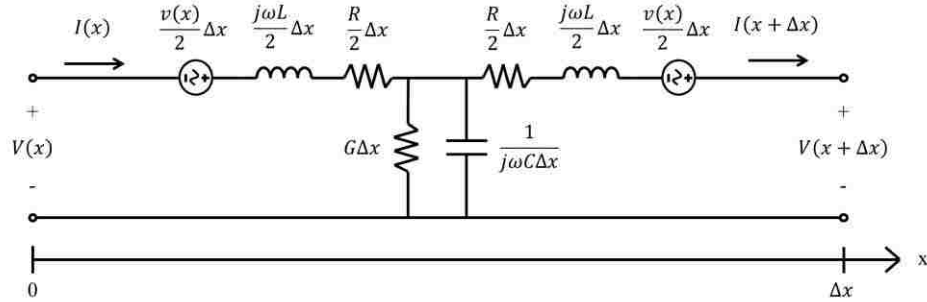 I(x)
v(x)/2 Δx
jωL/2 Δx
R/2 Δx
R/2 Δx
jωL/2 Δx
v(x)/2 Δx
I(x + Δx)
+
V(x)
-
GΔx
1/jωCΔx
+
V(x + Δx)
-
x
0
Δx